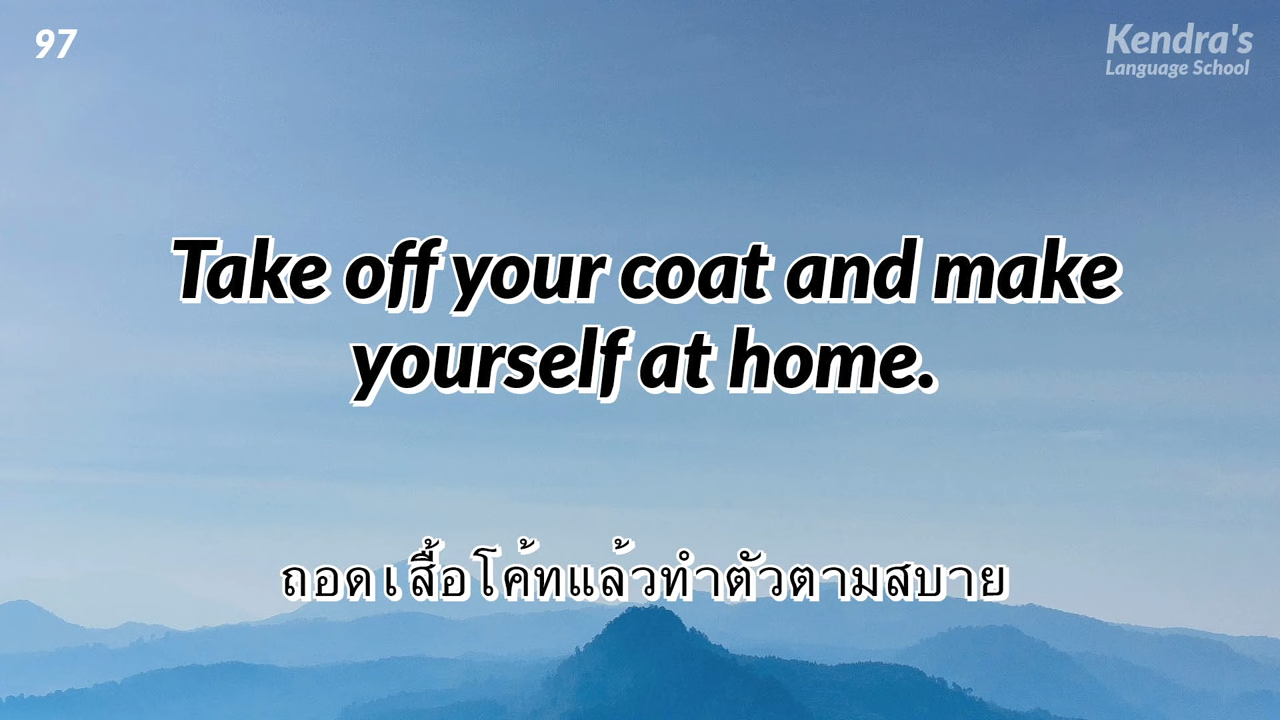 97
Kendra's
Language School
Take off your coat and make
yourself at home.
ถอดเสื้อโค้ทแล้วทำตัวตามสบาย